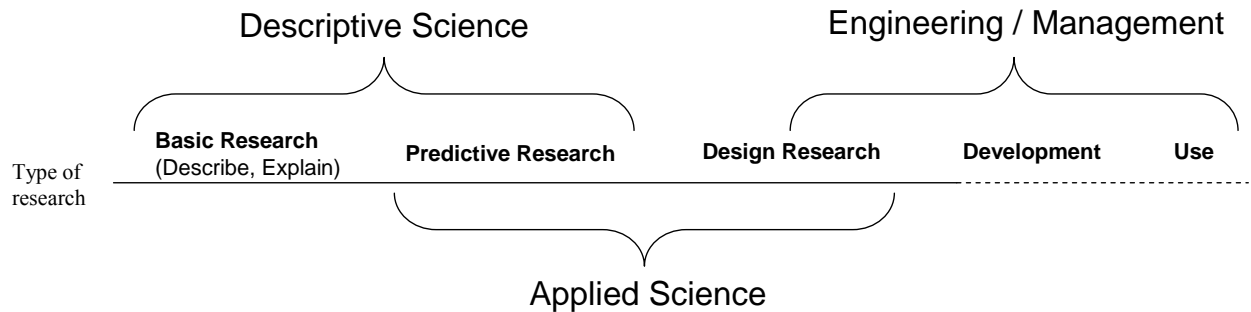 Descriptive Science
Engineering / Management
Basic Research
(Describe, Explain)
Predictive Research
Design Research
Development
Use
Type of
research
Applied Science